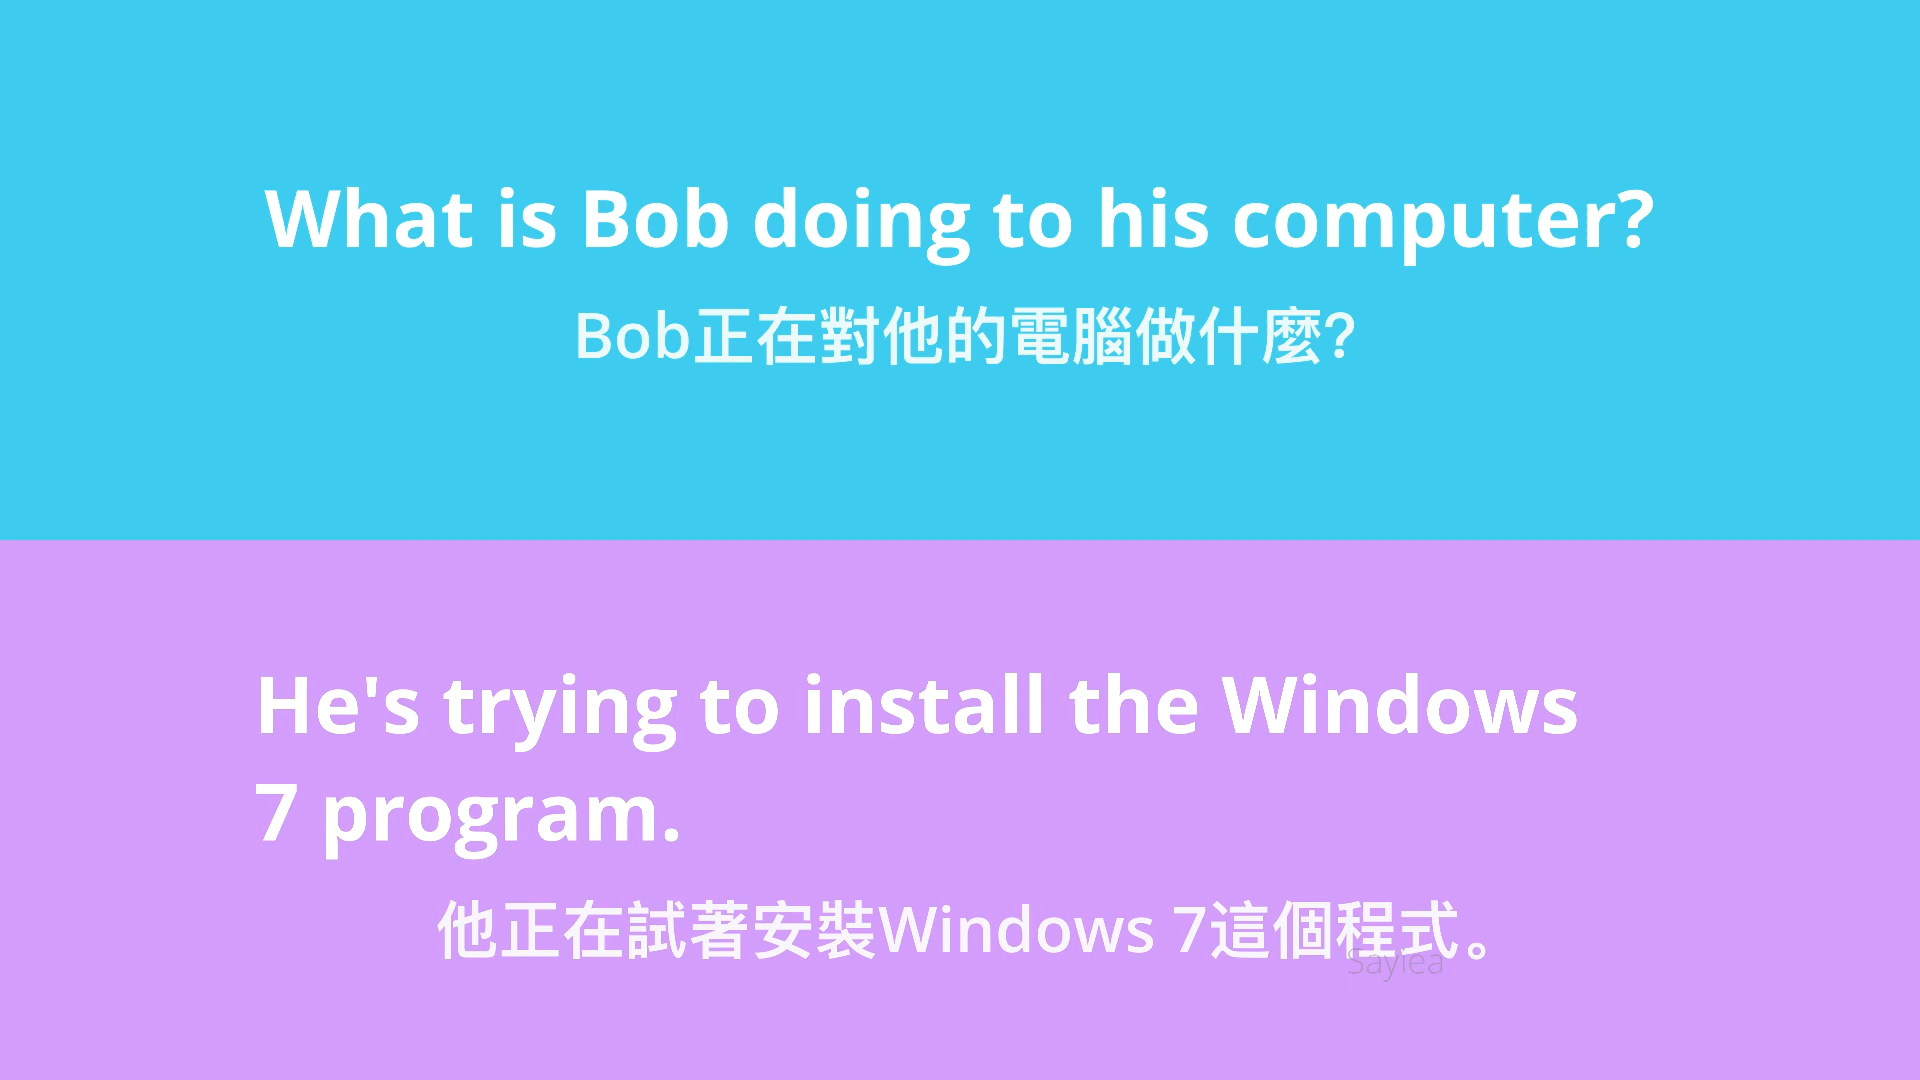 What is Bob doing to his computer?
Bob正在對他的電腦做什麼?
He's trying to install the Windows
7 program.
他正在試著安裝Windows 7這個程式。
Saylea